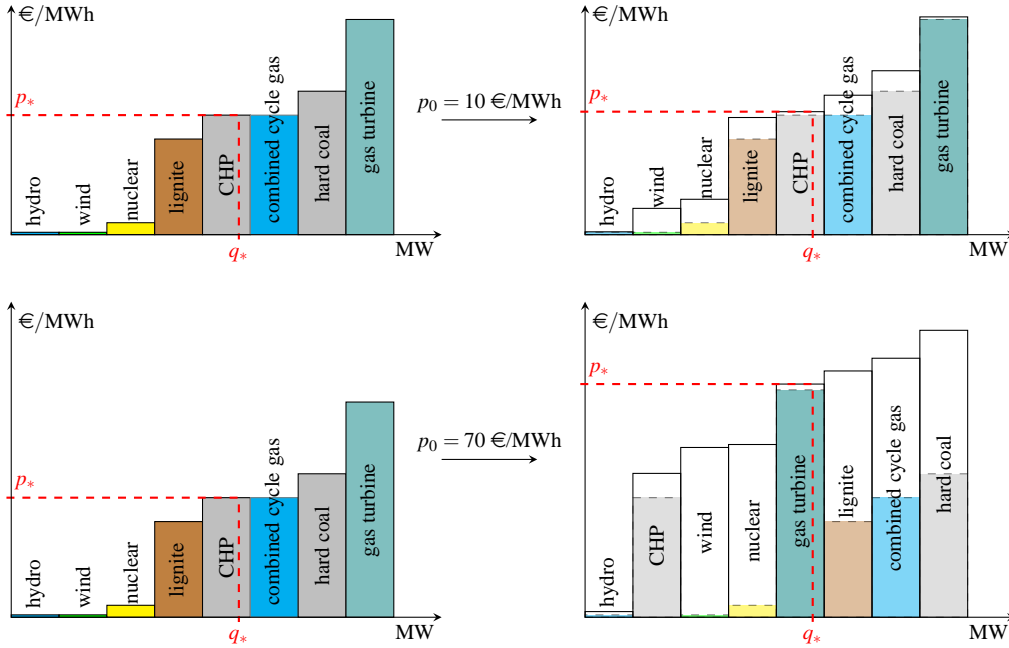 €/MWh
p*
hydro
wind
nuclear
lignite
CHP
combined cycle gas
hard coal
gas turbine
MW
q*
p0 = 10 €/MWh
€/MWh
p*
hydro
wind
nuclear
lignite
CHP
combined cycle gas
hard coal
gas turbine
MW
q*
€/MWh
p*
hydro
wind
nuclear
lignite
CHP
combined cycle gas
hard coal
gas turbine
MW
q*
p0 = 70 €/MWh
€/MWh
p*
hydro
CHP
wind
nuclear
gas turbine
lignite
combined cycle gas
hard coal
MW
q*